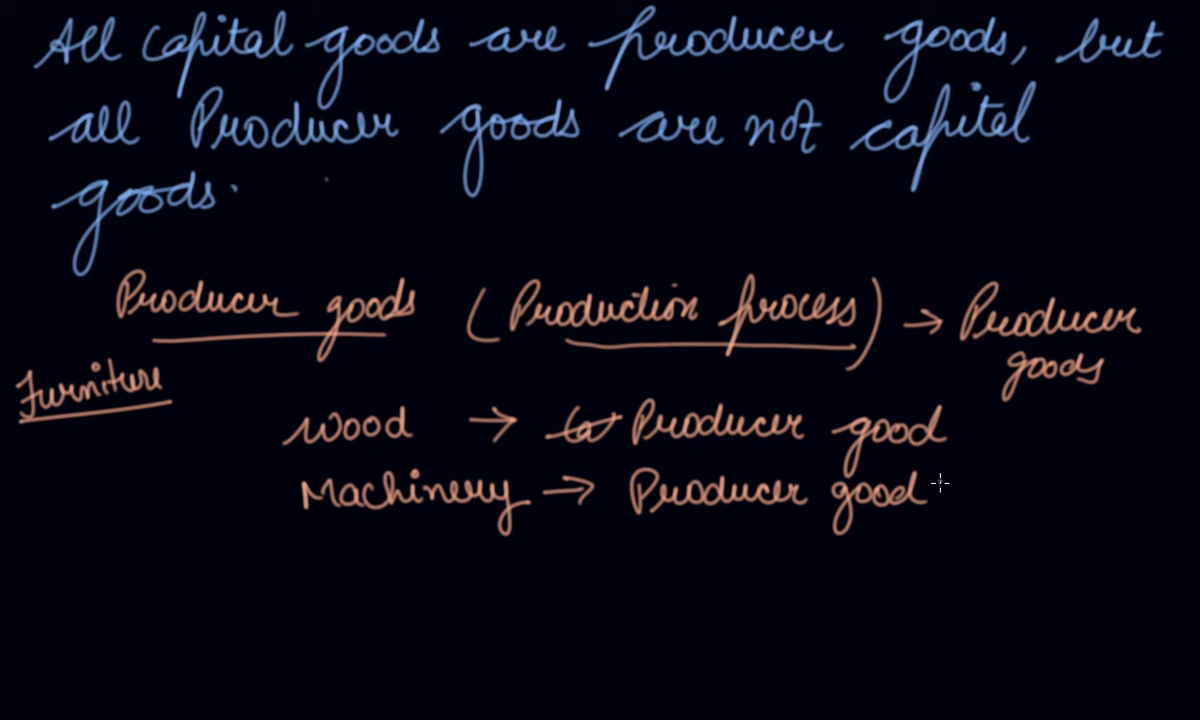 All capital goods are producer goods, but
all Producer goods are not capital
goods.
Producer goods (Production process) → Producer
goods
Furniture
wood → Producer good
Machinery → Producer good